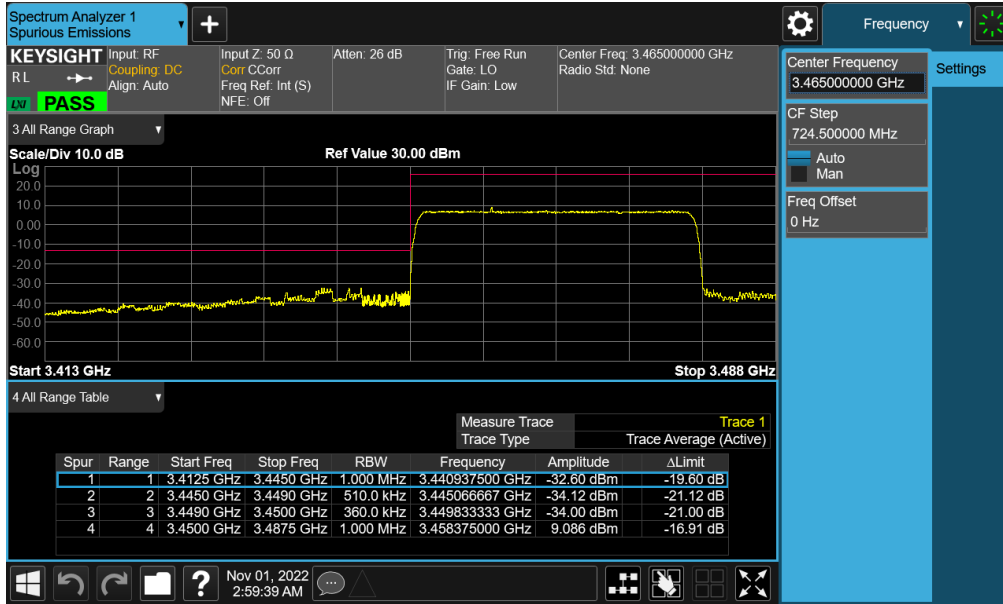 Spectrum Analyzer 1
Spurious Emissions
Frequency
KEYSIGHT
RL
LXI PASS
Input: RF
Coupling: DC
Align: Auto
Input Z: 50 Ω
Corr CCorr
Freq Ref: Int (S)
NFE: Off
Atten: 26 dB
Trig: Free Run
Gate: LO
IF Gain: Low
Center Freq: 3.465000000 GHz
Radio Std: None
Center Frequency
3.465000000 GHz
Settings
CF Step
724.500000 MHz
Auto
Man
Freq Offset
0 Hz
3 All Range Graph
Scale/Div 10.0 dB Ref Value 30.00 dBm
Log
20.0
10.0
0.00
-10.0
-20.0
-30.0
-40.0
-50.0
-60.0
Start 3.413 GHz Stop 3.488 GHz
4 All Range Table
Measure Trace Trace 1
Trace Type Trace Average (Active)
Spur Range Start Freq Stop Freq RBW Frequency Amplitude ΔLimit
1 1 3.4125 GHz 3.4450 GHz 1.000 MHz 3.440937500 GHz -32.60 dBm -19.60 dB
2 2 3.4450 GHz 3.4490 GHz 510.0 kHz 3.445066667 GHz -34.12 dBm -21.12 dB
3 3 3.4490 GHz 3.4500 GHz 360.0 kHz 3.449833333 GHz -34.00 dBm -21.00 dB
4 4 3.4500 GHz 3.4875 GHz 1.000 MHz 3.458375000 GHz 9.086 dBm -16.91 dB
?
Nov 01, 2022
2:59:39 AM